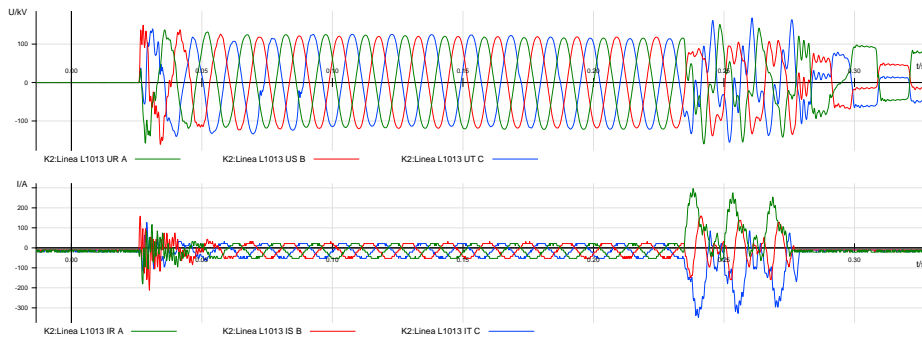 U/kV
100
0
-100
0.00 0.05 0.10 0.15 0.20 0.25 0.30
t/s
K2:Linea L1013 UR A K2:Linea L1013 US B K2:Linea L1013 UT C
I/A
300
200
100
0
-100
-200
-300
0.00 0.05 0.10 0.15 0.20 0.25 0.30
t/s
K2:Linea L1013 IR A K2:Linea L1013 IS B K2:Linea L1013 IT C